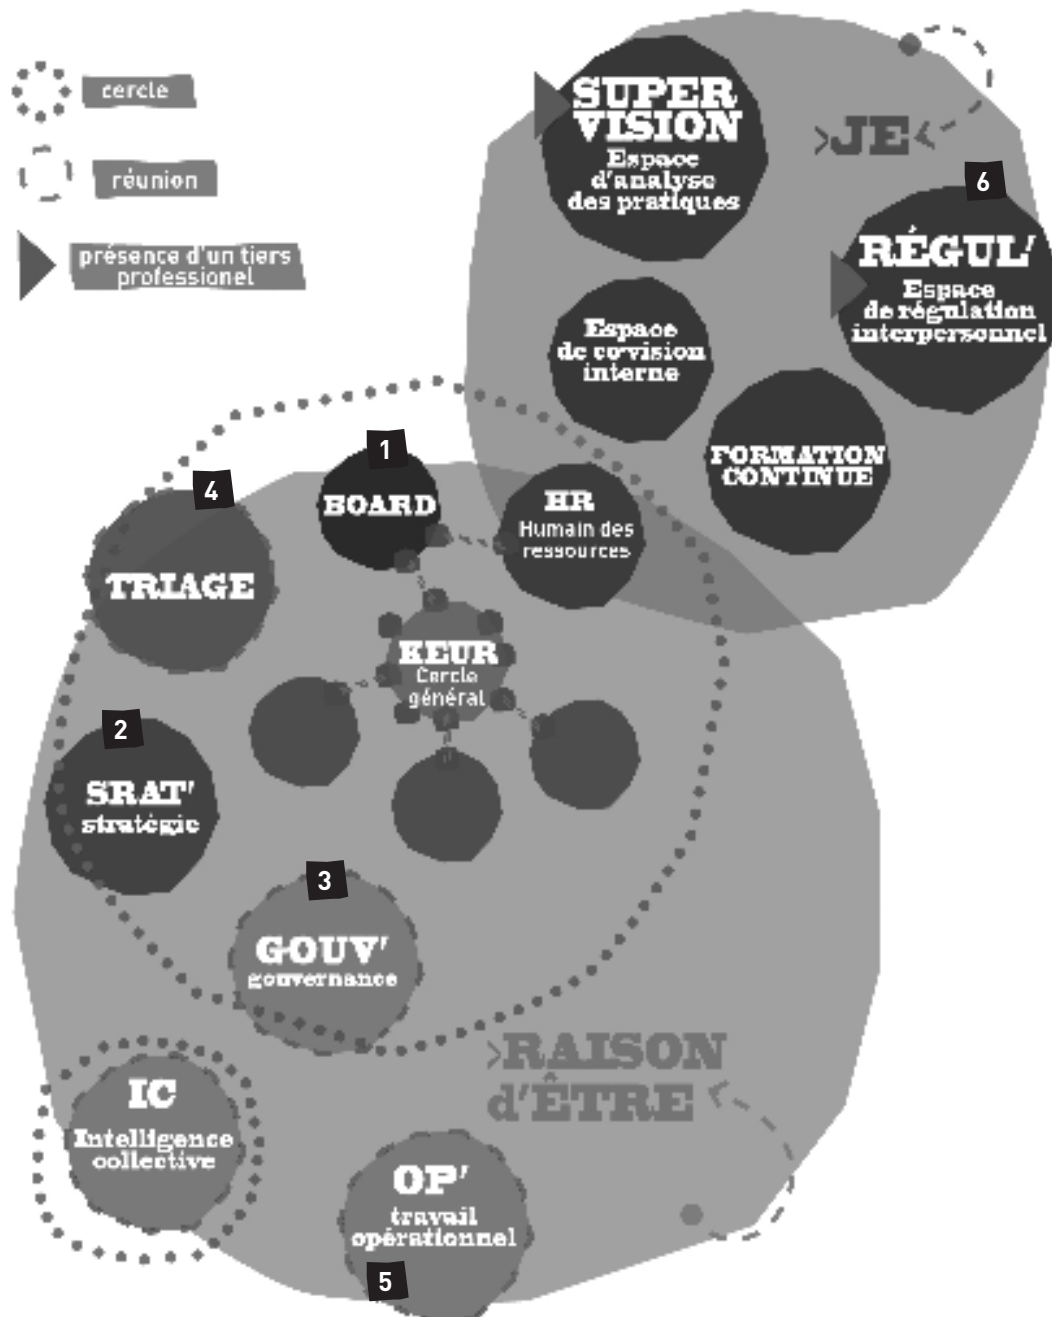 cercle
réunion
présence d'un tiers
professionel
SUPER
VISION
Espace
d'analyse
des pratiques
>JE<
6
RÉGUL'
Espace
de régulation
interpersonnel
Espace
de covision
interne
FORMATION
CONTINUE
1
BOARD
HR
Humain des
ressources
4
TRIAGE
KEUR
Cercle
général
2
SRAT'
stratégie
3
GOUV'
gouvernance
>RAISON
d'ÊTRE<
IC
Intelligence
collective
OP'
travail
opérationnel
5